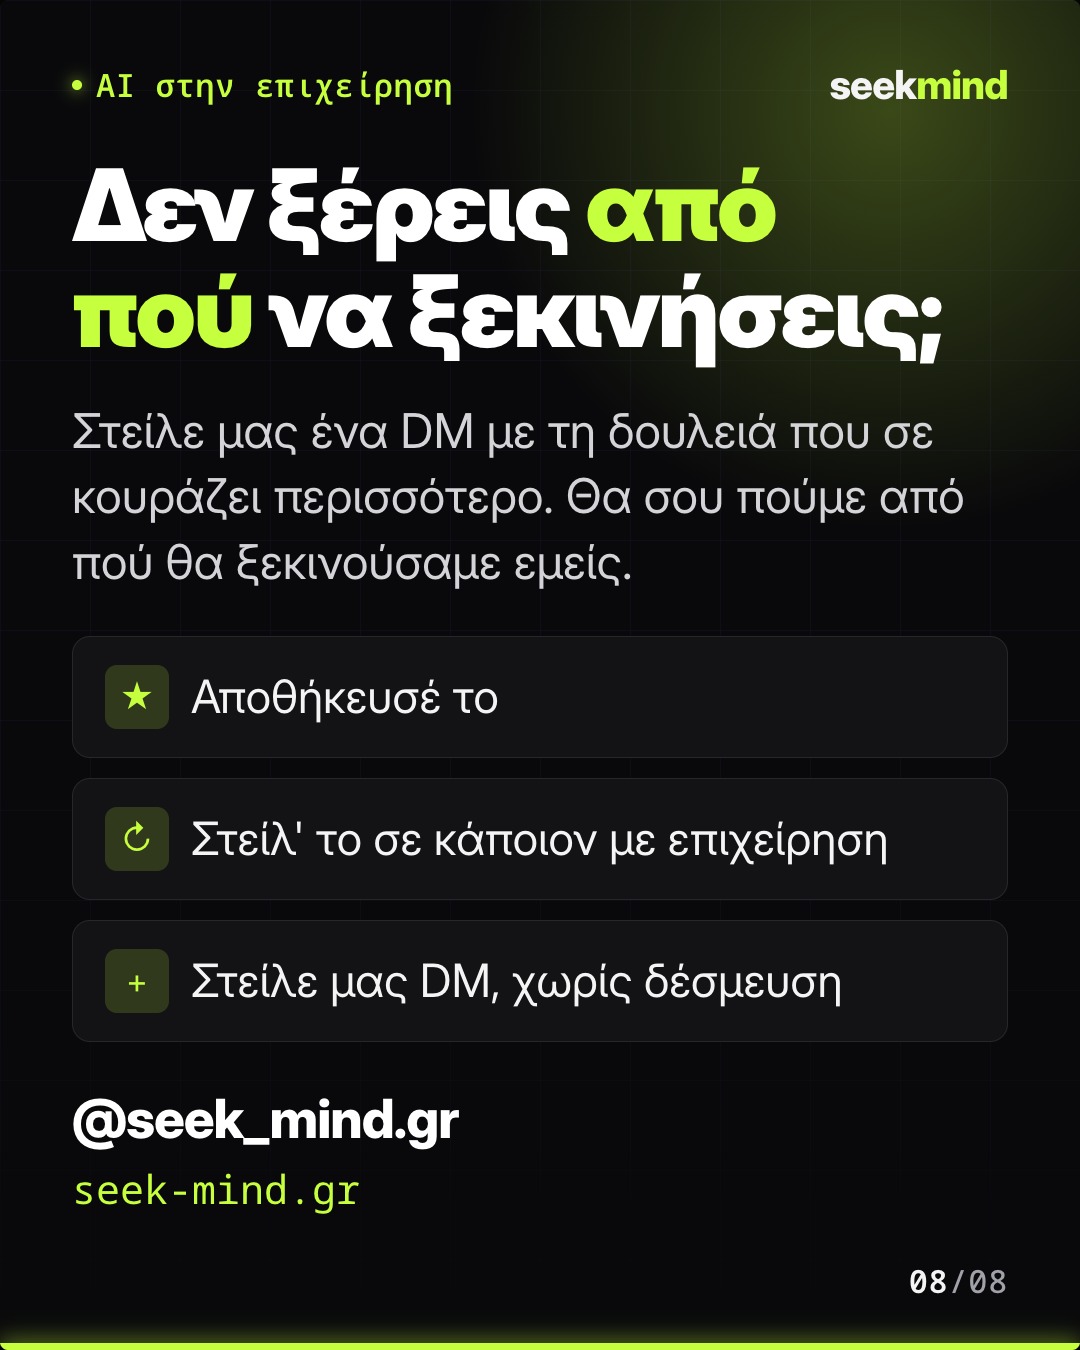 AI στην επιχείρηση
seekmind
Δεν ξέρεις από
πού να ξεκινήσεις;
Στείλε μας ένα DM με τη δουλειά που σε
κουράζει περισσότερο. Θα σου πούμε από
πού θα ξεκινούσαμε εμείς.
Αποθήκευσέ το
Στείλ' το σε κάποιον με επιχείρηση
Στείλε μας DM, χωρίς δέσμευση
@seek_mind.gr
seek-mind.gr
08/08